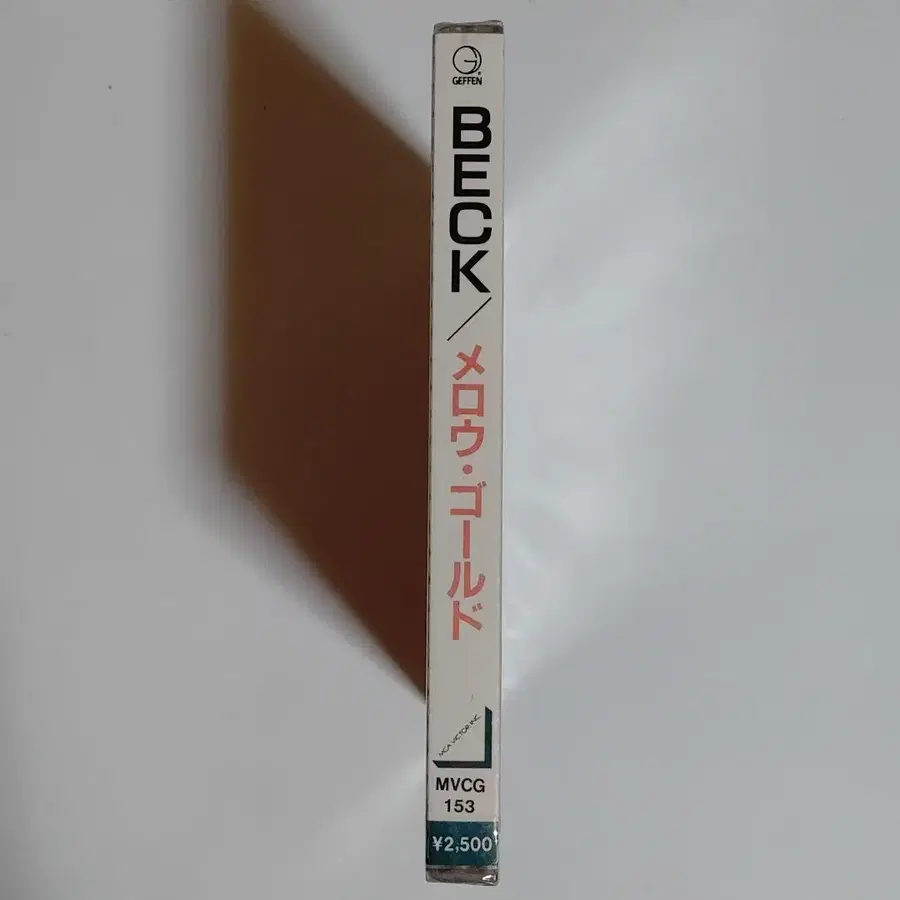 GEFFEN
BECK/メロウ・ゴールド
MCA VICTOR, INC.
MVCG
153
¥2,500